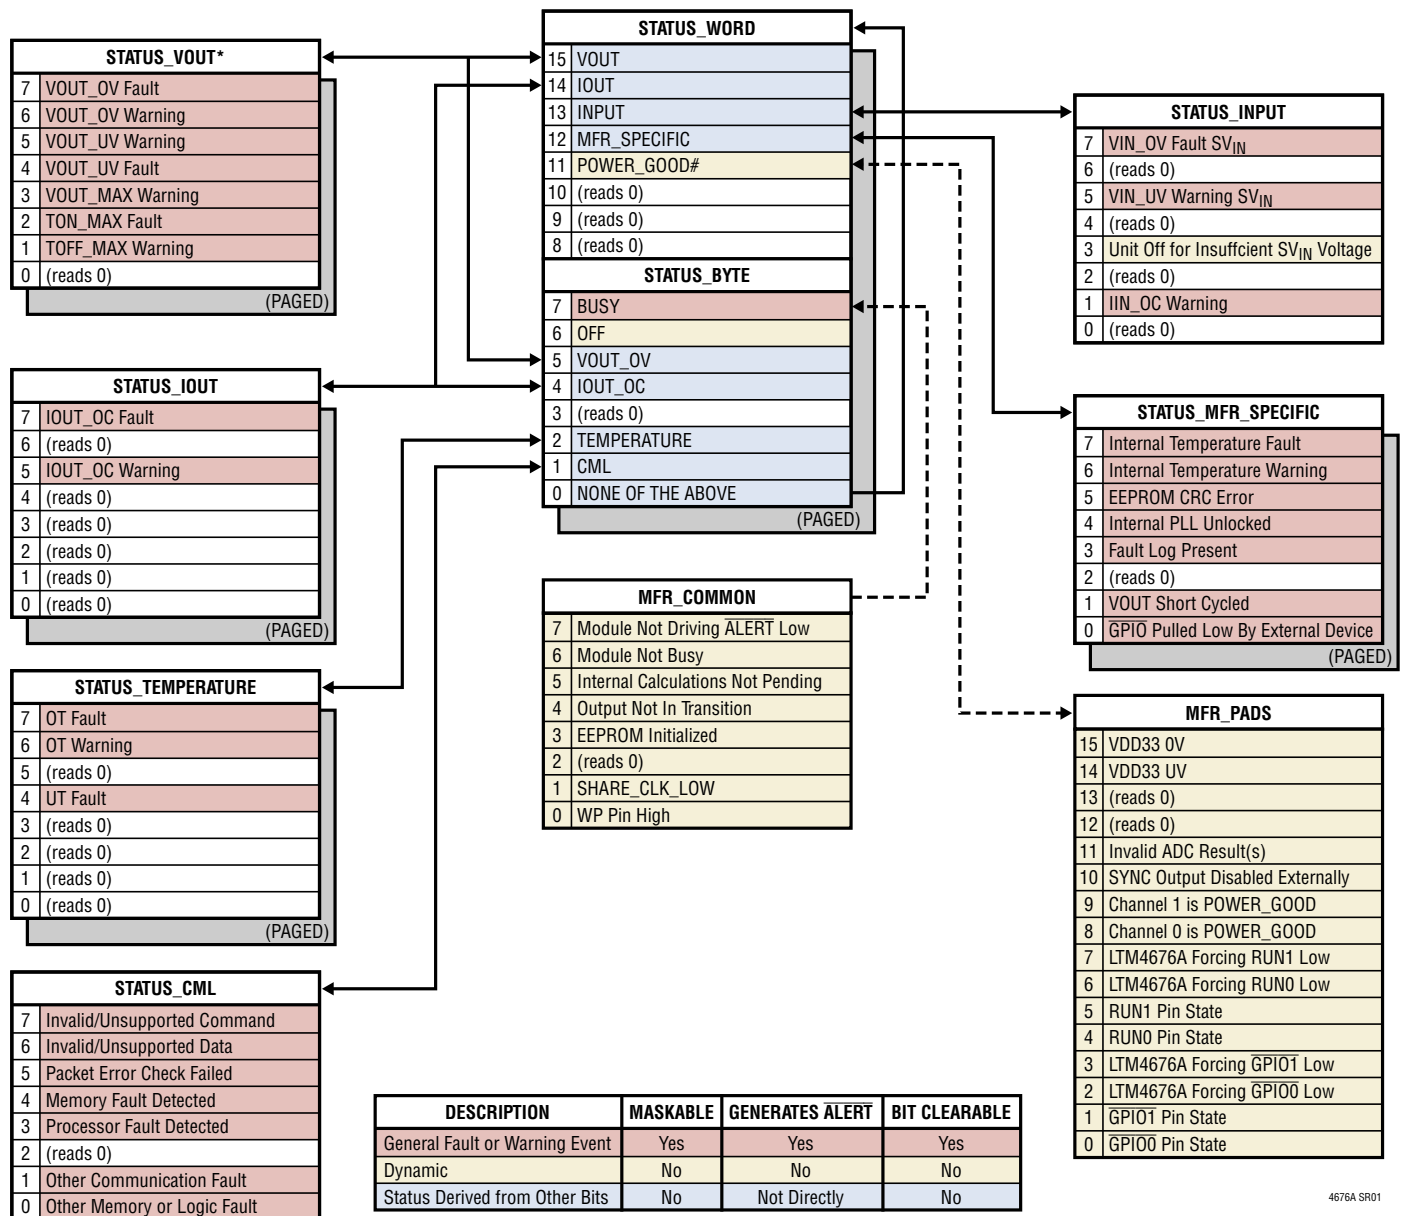 STATUS_VOUT*
7 VOUT_OV Fault
6 VOUT_OV Warning
5 VOUT_UV Warning
4 VOUT_UV Fault
3 VOUT_MAX Warning
2 TON_MAX Fault
1 TOFF_MAX Warning
0 (reads 0)
(PAGED)
STATUS_IOUT
7 IOUT_OC Fault
6 (reads 0)
5 IOUT_OC Warning
4 (reads 0)
3 (reads 0)
2 (reads 0)
1 (reads 0)
0 (reads 0)
(PAGED)
STATUS_TEMPERATURE
7 OT Fault
6 OT Warning
5 (reads 0)
4 UT Fault
3 (reads 0)
2 (reads 0)
1 (reads 0)
0 (reads 0)
(PAGED)
STATUS_CML
7 Invalid/Unsupported Command
6 Invalid/Unsupported Data
5 Packet Error Check Failed
4 Memory Fault Detected
3 Processor Fault Detected
2 (reads 0)
1 Other Communication Fault
0 Other Memory or Logic Fault
STATUS_WORD
15 VOUT
14 IOUT
13 INPUT
12 MFR_SPECIFIC
11 POWER_GOOD#
10 (reads 0)
9 (reads 0)
8 (reads 0)
STATUS_BYTE
7 BUSY
6 OFF
5 VOUT_OV
4 IOUT_OC
3 (reads 0)
2 TEMPERATURE
1 CML
0 NONE OF THE ABOVE
(PAGED)
MFR_COMMON
7 Module Not Driving ALERT Low
6 Module Not Busy
5 Internal Calculations Not Pending
4 Output Not In Transition
3 EEPROM Initialized
2 (reads 0)
1 SHARE_CLK_LOW
0 WP Pin High
DESCRIPTION MASKABLE GENERATES ALERT BIT CLEARABLE
General Fault or Warning Event Yes Yes Yes
Dynamic No No No
Status Derived from Other Bits No Not Directly No
STATUS_INPUT
7 VIN_OV Fault SVIN
6 (reads 0)
5 VIN_UV Warning SVIN
4 (reads 0)
3 Unit Off for Insuffcient SVIN Voltage
2 (reads 0)
1 IIN_OC Warning
0 (reads 0)
STATUS_MFR_SPECIFIC
7 Internal Temperature Fault
6 Internal Temperature Warning
5 EEPROM CRC Error
4 Internal PLL Unlocked
3 Fault Log Present
2 (reads 0)
1 VOUT Short Cycled
0 GPIO Pulled Low By External Device
(PAGED)
MFR_PADS
15 VDD33 OV
14 VDD33 UV
13 (reads 0)
12 (reads 0)
11 Invalid ADC Result(s)
10 SYNC Output Disabled Externally
9 Channel 1 is POWER_GOOD
8 Channel 0 is POWER_GOOD
7 LTM4676A Forcing RUN1 Low
6 LTM4676A Forcing RUN0 Low
5 RUN1 Pin State
4 RUN0 Pin State
3 LTM4676A Forcing GPIO1 Low
2 LTM4676A Forcing GPIO0 Low
1 GPIO1 Pin State
0 GPIO0 Pin State
4676A SR01